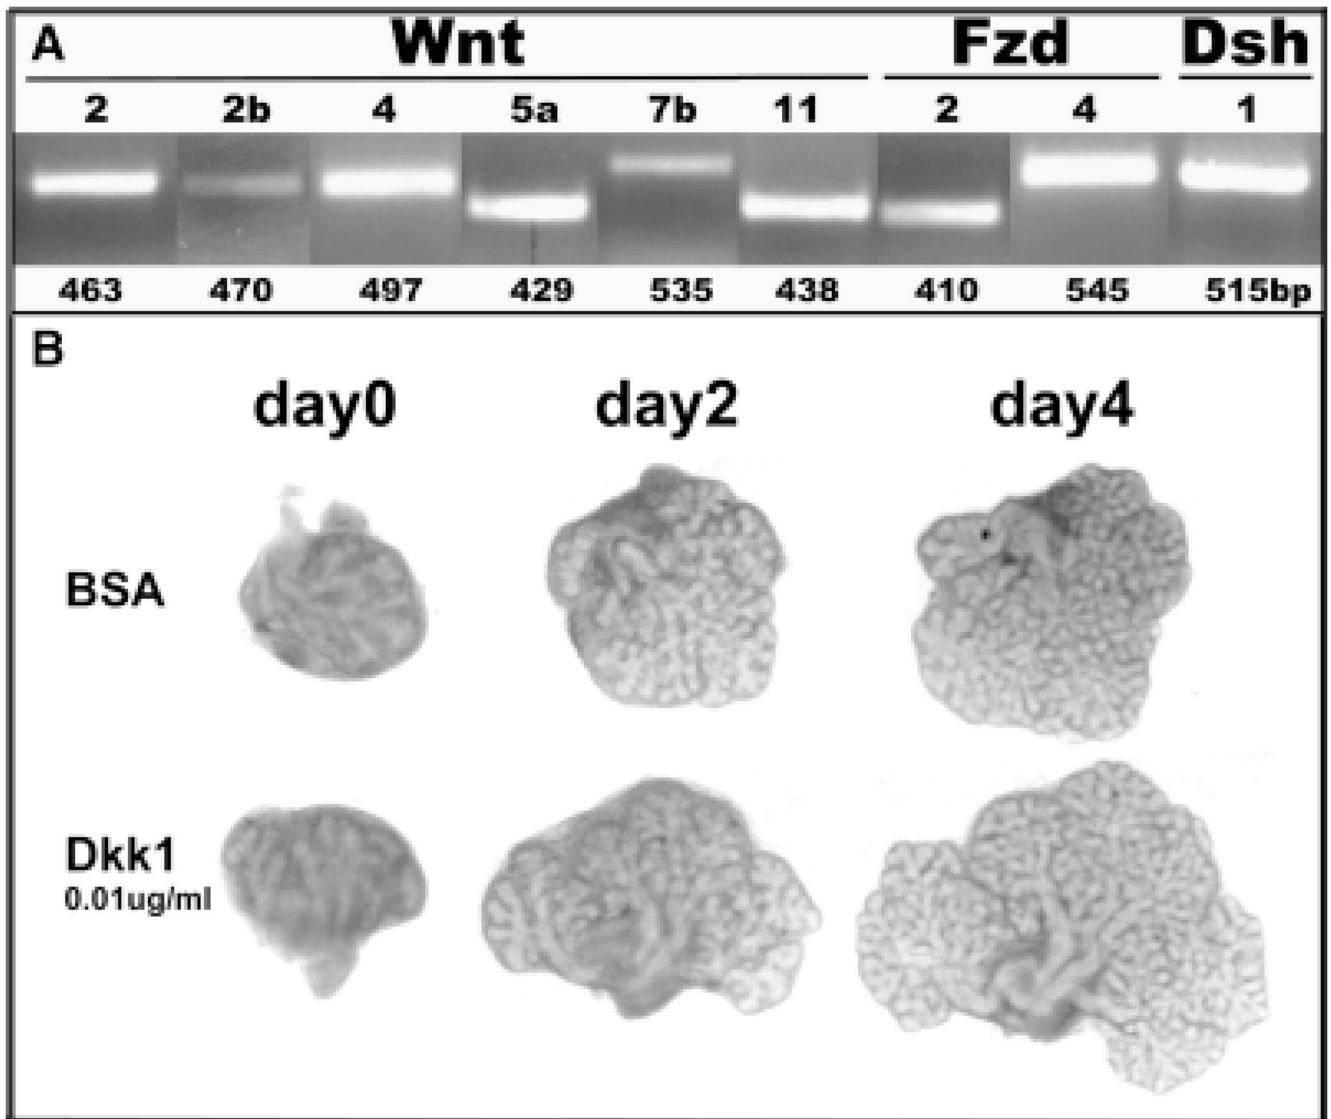 A Wnt Fzd Dsh
2 2b 4 5a 7b 11 2 4 1
463 470 497 429 535 438 410 545 515bp
B
day0 day2 day4
BSA
Dkk1
0.01ug/ml